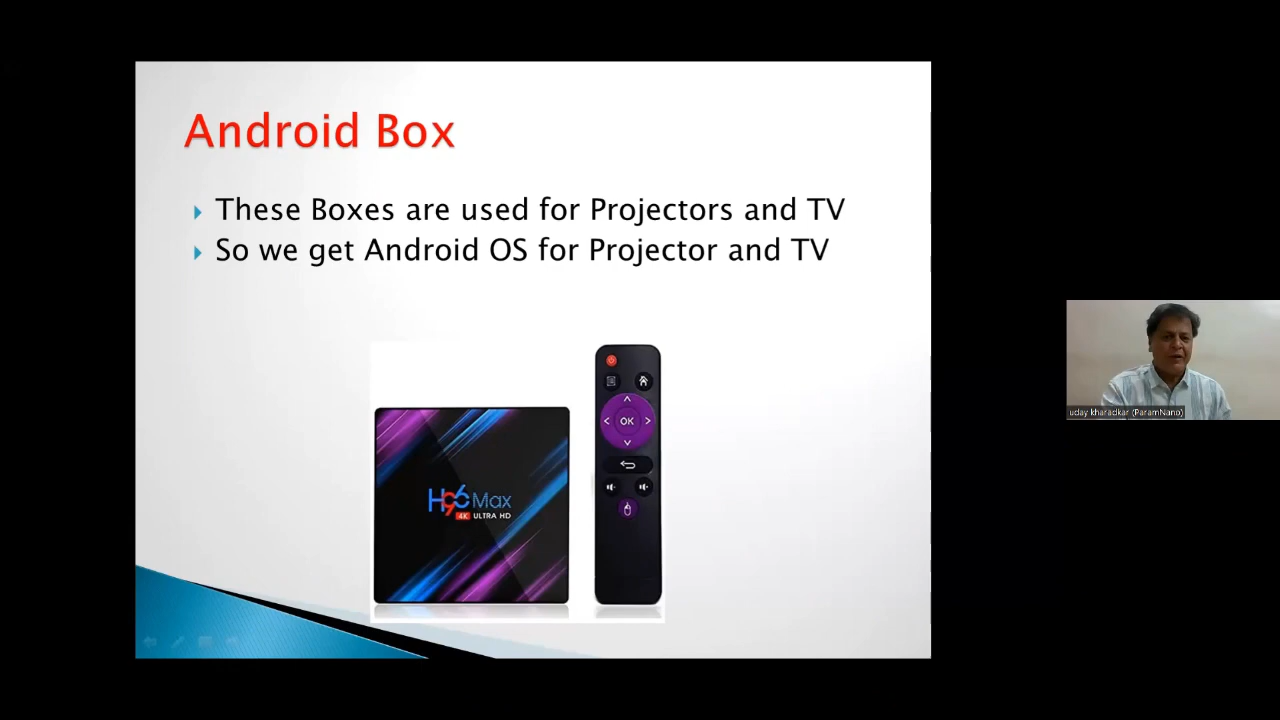 Android Box
These Boxes are used for Projectors and TV
So we get Android OS for Projector and TV
OK
H96 Max
4K ULTRA HD
uday kharadkar (ParamNano)